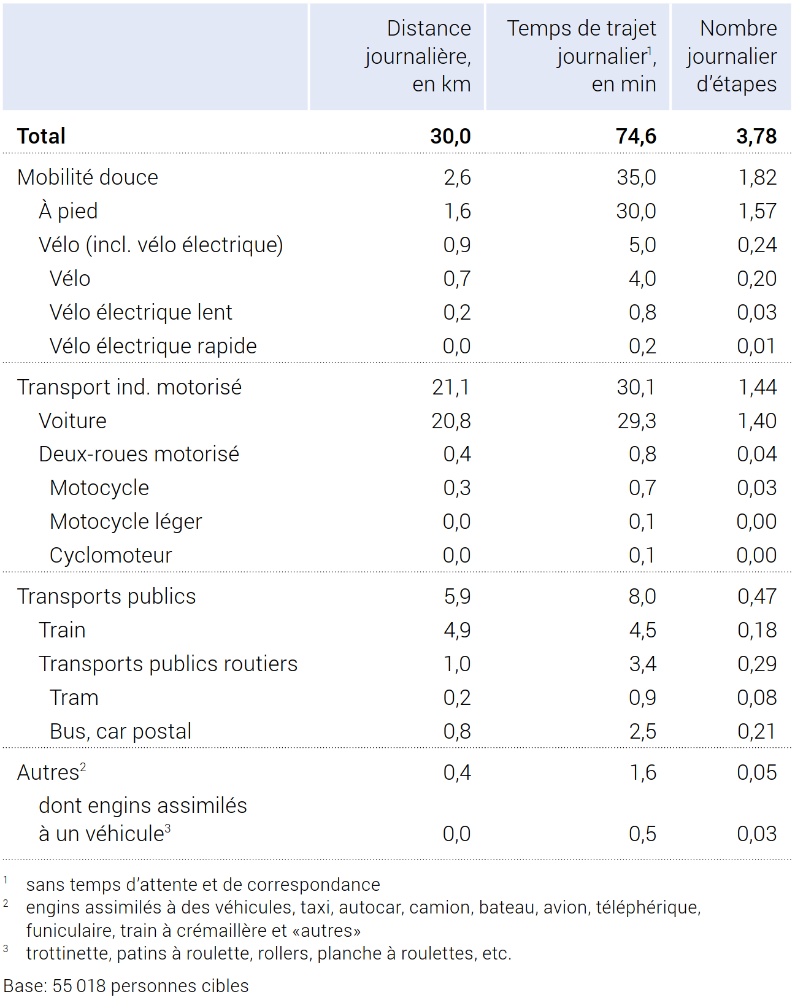 Distance journalière, en km | Temps de trajet journalier¹, en min | Nombre journalier d’étapes
Total 30,0 74,6 3,78
Mobilité douce 2,6 35,0 1,82
À pied 1,6 30,0 1,57
Vélo (incl. vélo électrique) 0,9 5,0 0,24
Vélo 0,7 4,0 0,20
Vélo électrique lent 0,2 0,8 0,03
Vélo électrique rapide 0,0 0,2 0,01
Transport ind. motorisé 21,1 30,1 1,44
Voiture 20,8 29,3 1,40
Deux-roues motorisé 0,4 0,8 0,04
Motocycle 0,3 0,7 0,03
Motocycle léger 0,0 0,1 0,00
Cyclomoteur 0,0 0,1 0,00
Transports publics 5,9 8,0 0,47
Train 4,9 4,5 0,18
Transports publics routiers 1,0 3,4 0,29
Tram 0,2 0,9 0,08
Bus, car postal 0,8 2,5 0,21
Autres² 0,4 1,6 0,05
dont engins assimilés
à un véhicule³ 0,0 0,5 0,03
¹ sans temps d’attente et de correspondance
² engins assimilés à des véhicules, taxi, autocar, camion, bateau, avion, téléphérique,
funiculaire, train à crémaillère et «autres»
³ trottinette, patins à roulette, rollers, planche à roulettes, etc.
Base: 55 018 personnes cibles